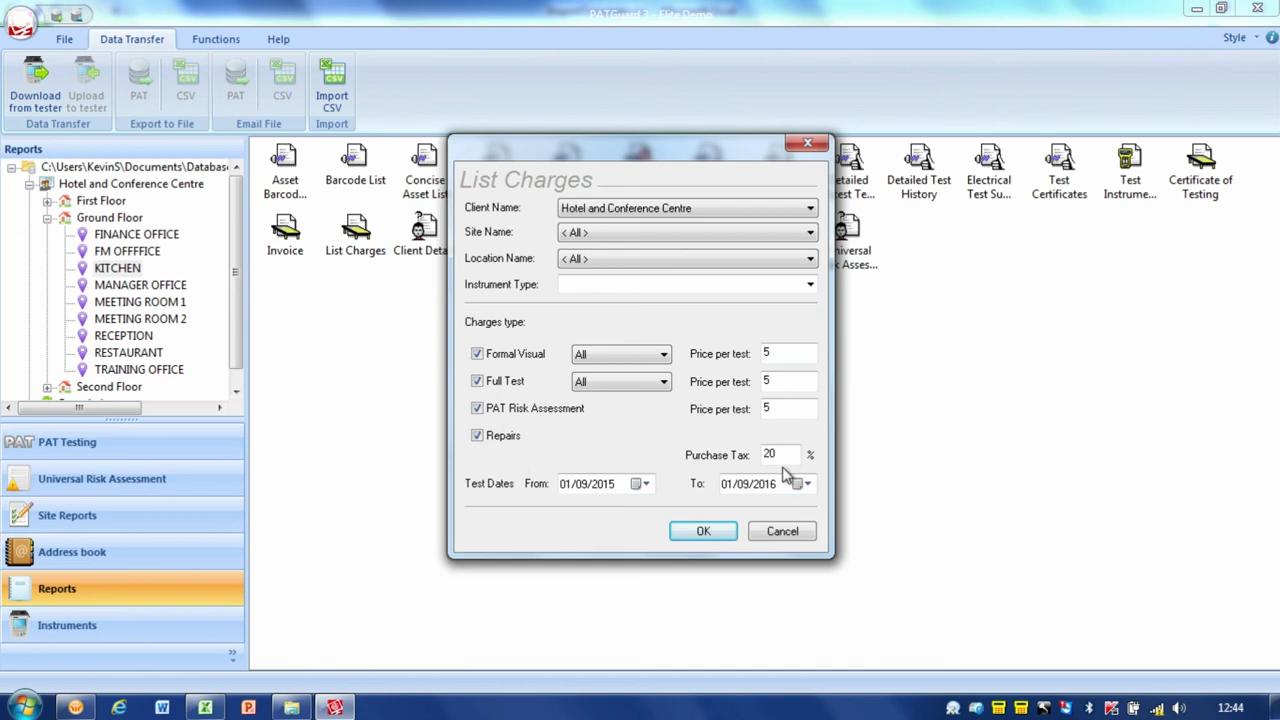 PATGuard 3 - Elite Demo
File
Data Transfer
Functions
Help
Style
Download from tester
Upload to tester
PAT
CSV
PAT
CSV
Import CSV
Data Transfer
Export to File
Email File
Import
Reports
C:\Users\KevinS\Documents\Databas
Hotel and Conference Centre
First Floor
Ground Floor
FINANCE OFFICE
FM OFFFFICE
KITCHEN
MANAGER OFFICE
MEETING ROOM 1
MEETING ROOM 2
RECEPTION
RESTAURANT
TRAINING OFFICE
Second Floor
PAT Testing
Universal Risk Assessment
Site Reports
Address book
Reports
Instruments
Asset Barcod...
Barcode List
Concise Asset List
Detailed Test History
Electrical Test Su...
Test Certificates
Test Instrume...
Certificate of Testing
Invoice
List Charges
Client Deta
List Charges
Client Name:
Hotel and Conference Centre
Site Name:
< All >
Location Name:
< All >
Instrument Type:
Charges type:
Formal Visual
All
Price per test:
5
Full Test
All
Price per test:
5
PAT Risk Assessment
Price per test:
5
Repairs
Purchase Tax:
20
%
Test Dates
From:
01/09/2015
To:
01/09/2016
OK
Cancel
12:44